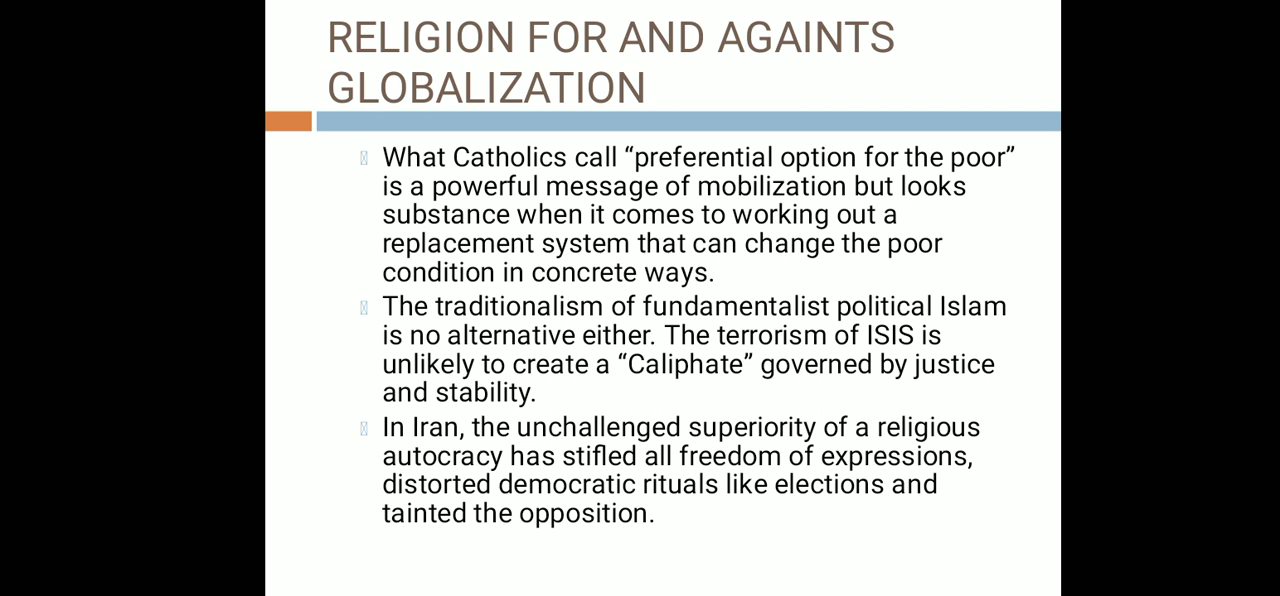 RELIGION FOR AND AGAINTS
GLOBALIZATION
What Catholics call “preferential option for the poor”
is a powerful message of mobilization but looks
substance when it comes to working out a
replacement system that can change the poor
condition in concrete ways.
The traditionalism of fundamentalist political Islam
is no alternative either. The terrorism of ISIS is
unlikely to create a “Caliphate” governed by justice
and stability.
In Iran, the unchallenged superiority of a religious
autocracy has stifled all freedom of expressions,
distorted democratic rituals like elections and
tainted the opposition.